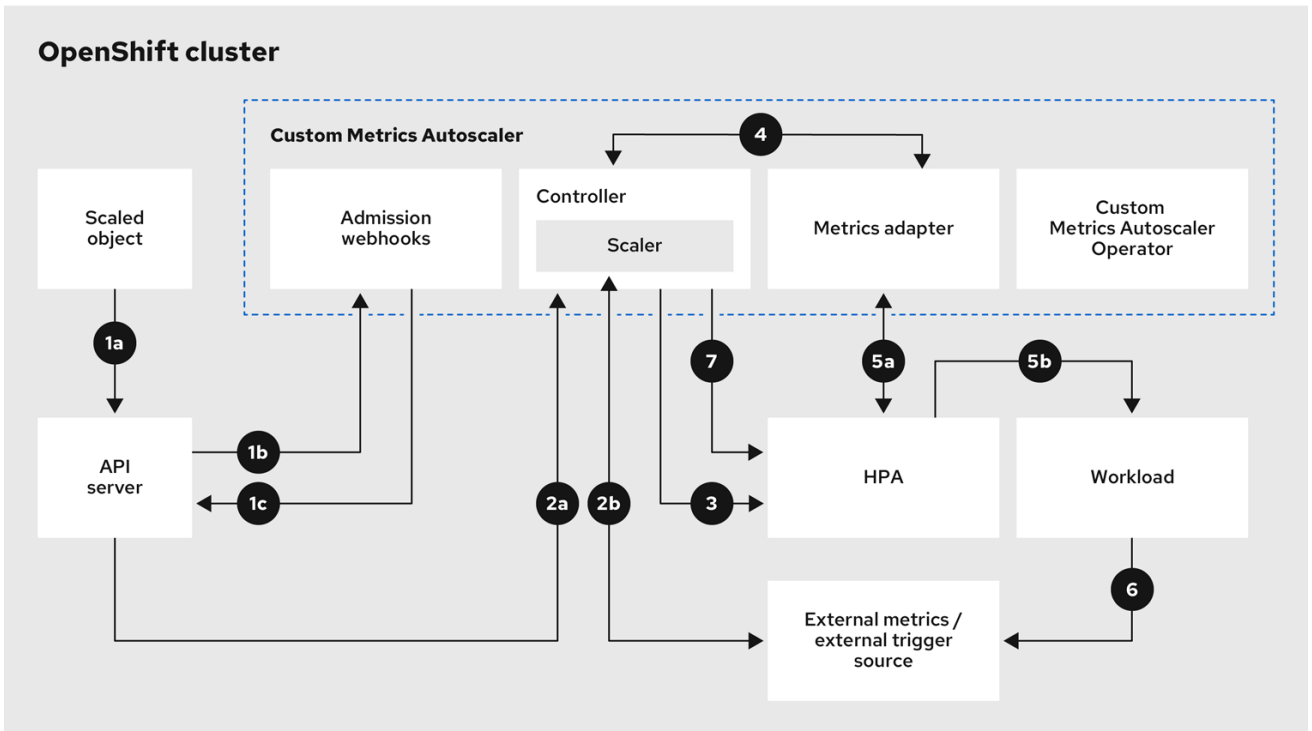 OpenShift cluster
Custom Metrics Autoscaler
4
Scaled
object
Admission
webhooks
Controller
Scaler
Metrics adapter
Custom
Metrics Autoscaler
Operator
1a
7
5a
5b
API
server
1b
1c
2a
2b
3
HPA
Workload
6
External metrics /
external trigger
source